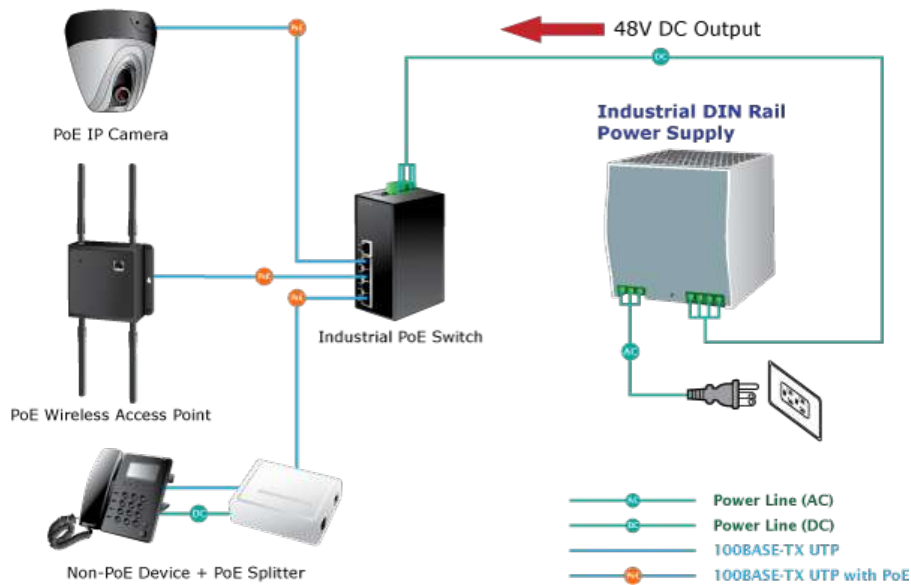 PoE
48V DC Output
DC
PoE IP Camera
Industrial DIN Rail
Power Supply
PoE
PoE
Industrial PoE Switch
AC
PoE Wireless Access Point
DC
Non-PoE Device + PoE Splitter
AC
Power Line (AC)
DC
Power Line (DC)
100BASE-TX UTP
PoE
100BASE-TX UTP with PoE